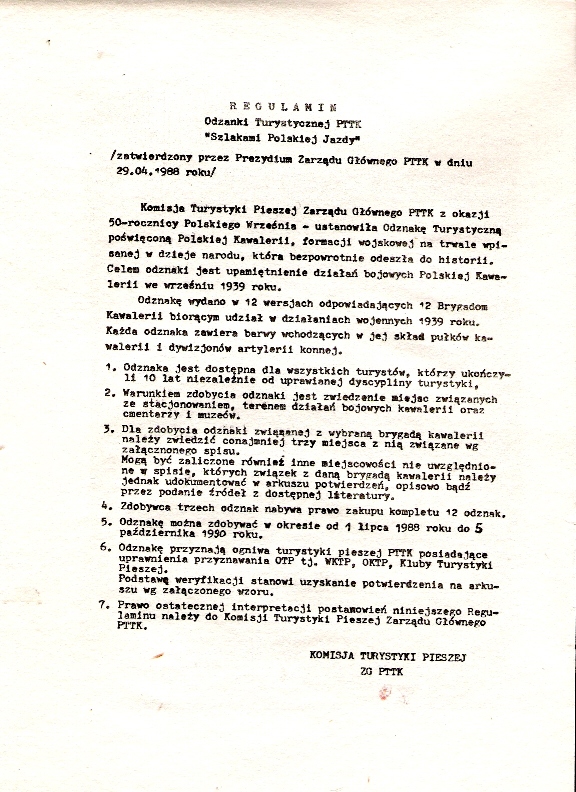 R E G U L A M I N
Odzanki Turystycznej PTTK
"Szlakami Polskiej Jazdy"
/zatwierdzony przez Prezydium Zarządu Głównego PTTK w dniu
29.04.1988 roku/
Komisja Turystyki Pieszej Zarządu Głównego PTTK z okazji
50-rocznicy Polskiego Września - ustanowiła Odznakę Turystyczną
poświęconą Polskiej Kawalerii, formacji wojskowej na trwale wpi-
sanej w dzieje narodu, która bezpowrotnie odeszła do historii.
Celem odznaki jest upamiętnienie działań bojowych Polskiej Kawa-
lerii we wrześniu 1939 roku.
Odznakę wydano w 12 wersjach odpowiadających 12 Brygadom
Kawalerii biorącym udział w działaniach wojennych 1939 roku.
Każda odznaka zawiera barwy wchodzących w jej skład pułków ka-
walerii i dywizjonów artylerii konnej.
1. Odznaka jest dostępna dla wszystkich turystów, którzy ukończy-
li 10 lat niezależnie od uprawianej dyscypliny turystyki,
2. Warunkiem zdobycia odznaki jest zwiedzenie miejsc związanych
ze stacjonowaniem, terenem działań bojowych kawalerii oraz
cmentarzy i muzeów.
3. Dla zdobycia odznaki związanej z wybraną brygadą kawalerii
należy zwiedzić conajmniej trzy miejsca z nią związane wg
załącznonego spisu.
Mogą być zaliczone również inne miejscowości nie uwzględnio-
ne w spisie, których związek z daną brygadą kawalerii należy
jednak udokumentować w arkuszu potwierdzeń, opisowo bądź
przez podanie źródeł z dostępnej literatury.
4. Zdobywca trzech odznak nabywa prawo zakupu kompletu 12 odznak.
5. Odznakę można zdobywać w okresie od 1 lipca 1988 roku do 5
października 1990 roku.
6. Odznakę przyznają ogniwa turystyki pieszej PTTK posiadające
uprawnienia przyznawania OTP tj. WKTP, OKTP, Kluby Turystyki
Pieszej.
Podstawę weryfikacji stanowi uzyskanie potwierdzenia na arku-
szu wg załączonego wzoru.
7. Prawo ostatecznej interpretacji postanowień niniejszego Regu-
laminu należy do Komisji Turystyki Pieszej Zarządu Głównego
PTTK.
KOMISJA TURYSTYKI PIESZEJ
ZG PTTK